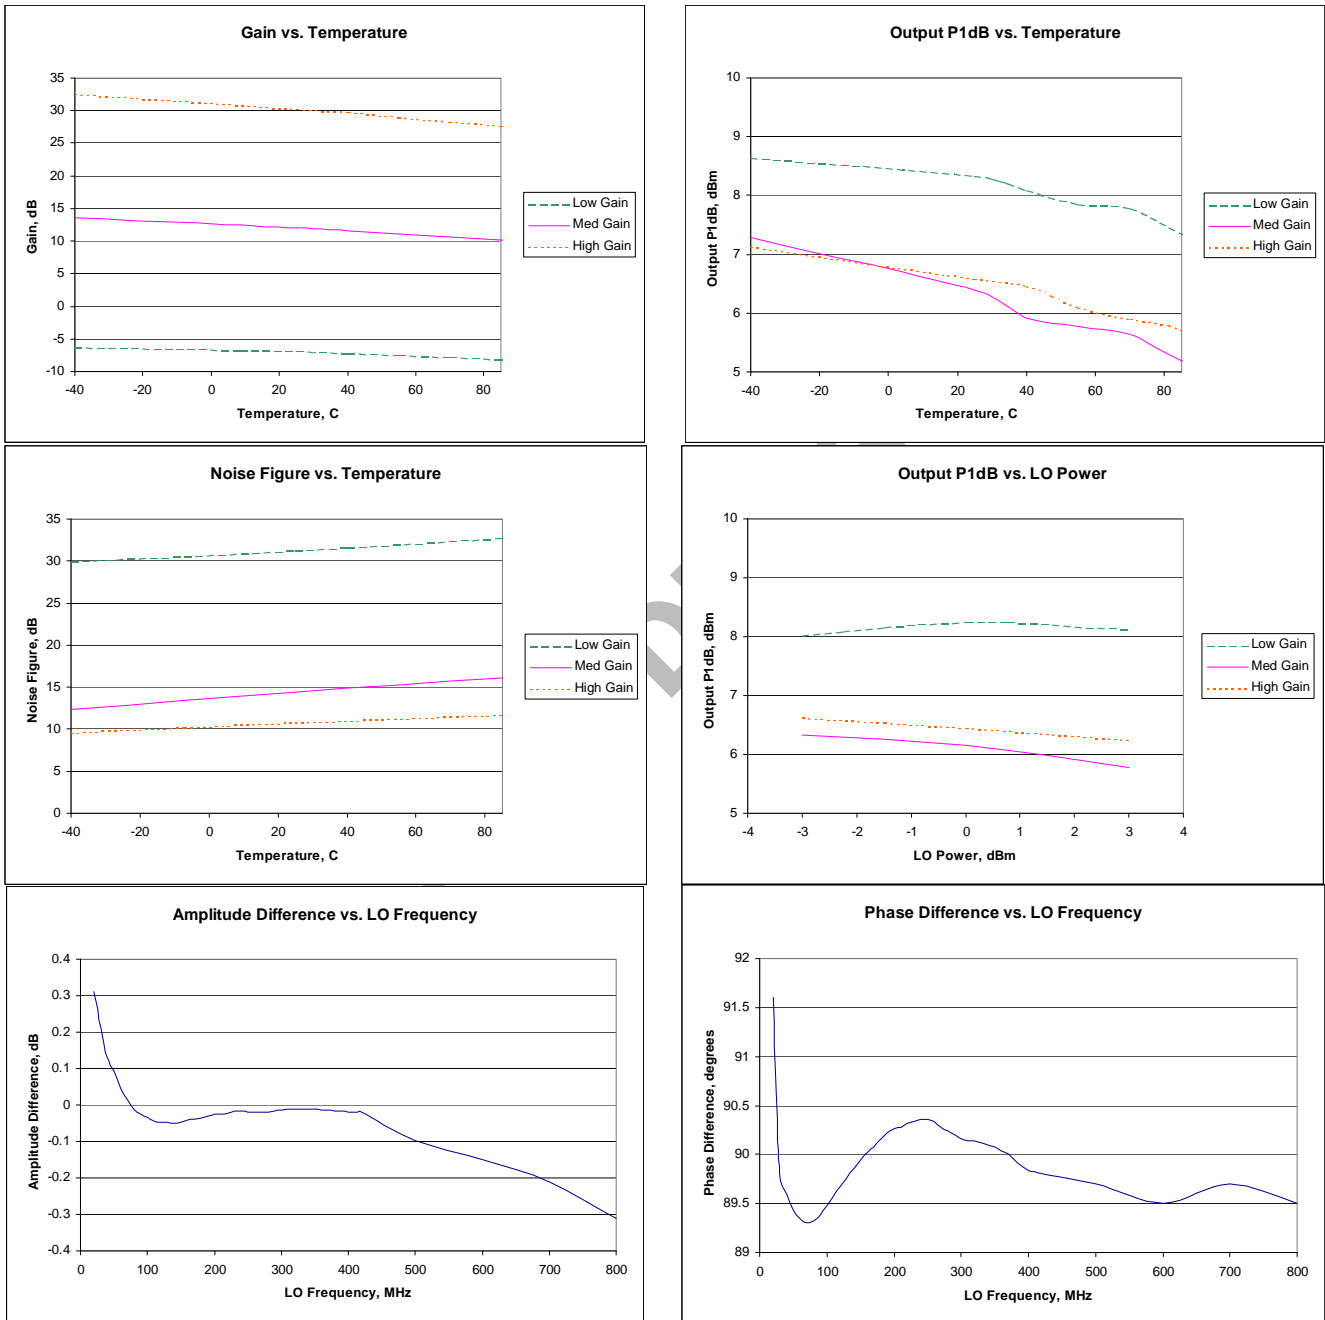 Gain vs. Temperature
35
30
25
20
15
10
5
0
-5
-10
-40 -20 0 20 40 60 80
Gain, dB
Temperature, C
Low Gain
Med Gain
High Gain
Output P1dB vs. Temperature
10
9
8
7
6
5
-40 -20 0 20 40 60 80
Output P1dB, dBm
Temperature, C
Low Gain
Med Gain
High Gain
Noise Figure vs. Temperature
35
30
25
20
15
10
5
0
-40 -20 0 20 40 60 80
Noise Figure, dB
Temperature, C
Low Gain
Med Gain
High Gain
Output P1dB vs. LO Power
10
9
8
7
6
5
-4 -3 -2 -1 0 1 2 3 4
Output P1dB, dBm
LO Power, dBm
Low Gain
Med Gain
High Gain
Amplitude Difference vs. LO Frequency
0.4
0.3
0.2
0.1
0
-0.1
-0.2
-0.3
-0.4
0 100 200 300 400 500 600 700 800
Amplitude Difference, dB
LO Frequency, MHz
Phase Difference vs. LO Frequency
92
91.5
91
90.5
90
89.5
89
0 100 200 300 400 500 600 700 800
Phase Difference, degrees
LO Frequency, MHz